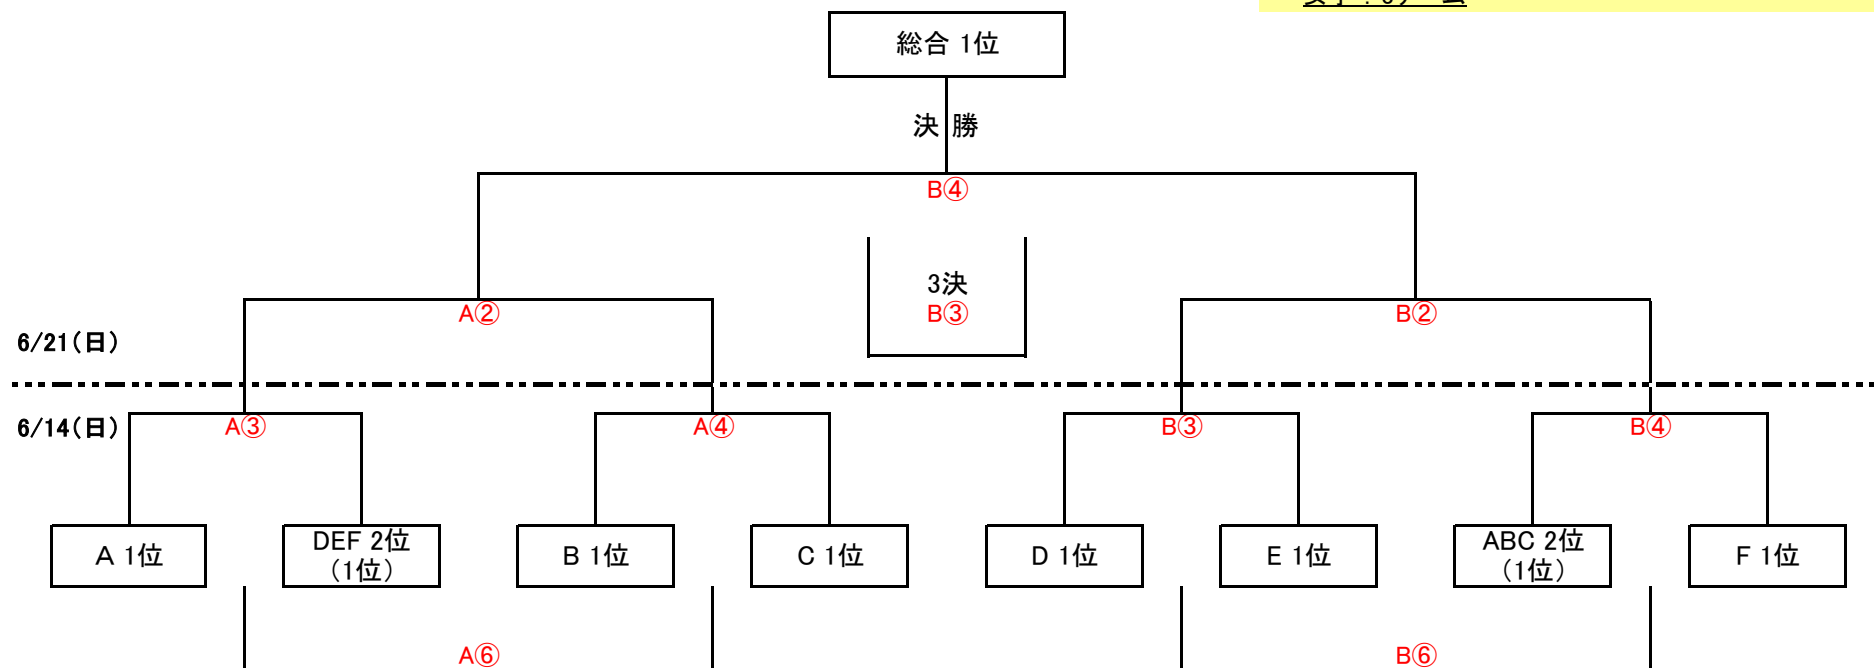 総合 1位
決 勝
B④
3決
A② B③ B②
6/21(日)
6/14(日) A③ A④ B③ B④
A 1位 DEF 2位 B 1位 C 1位 D 1位 E 1位 ABC 2位 F 1位
(1位) (1位)
A⑥ B⑥